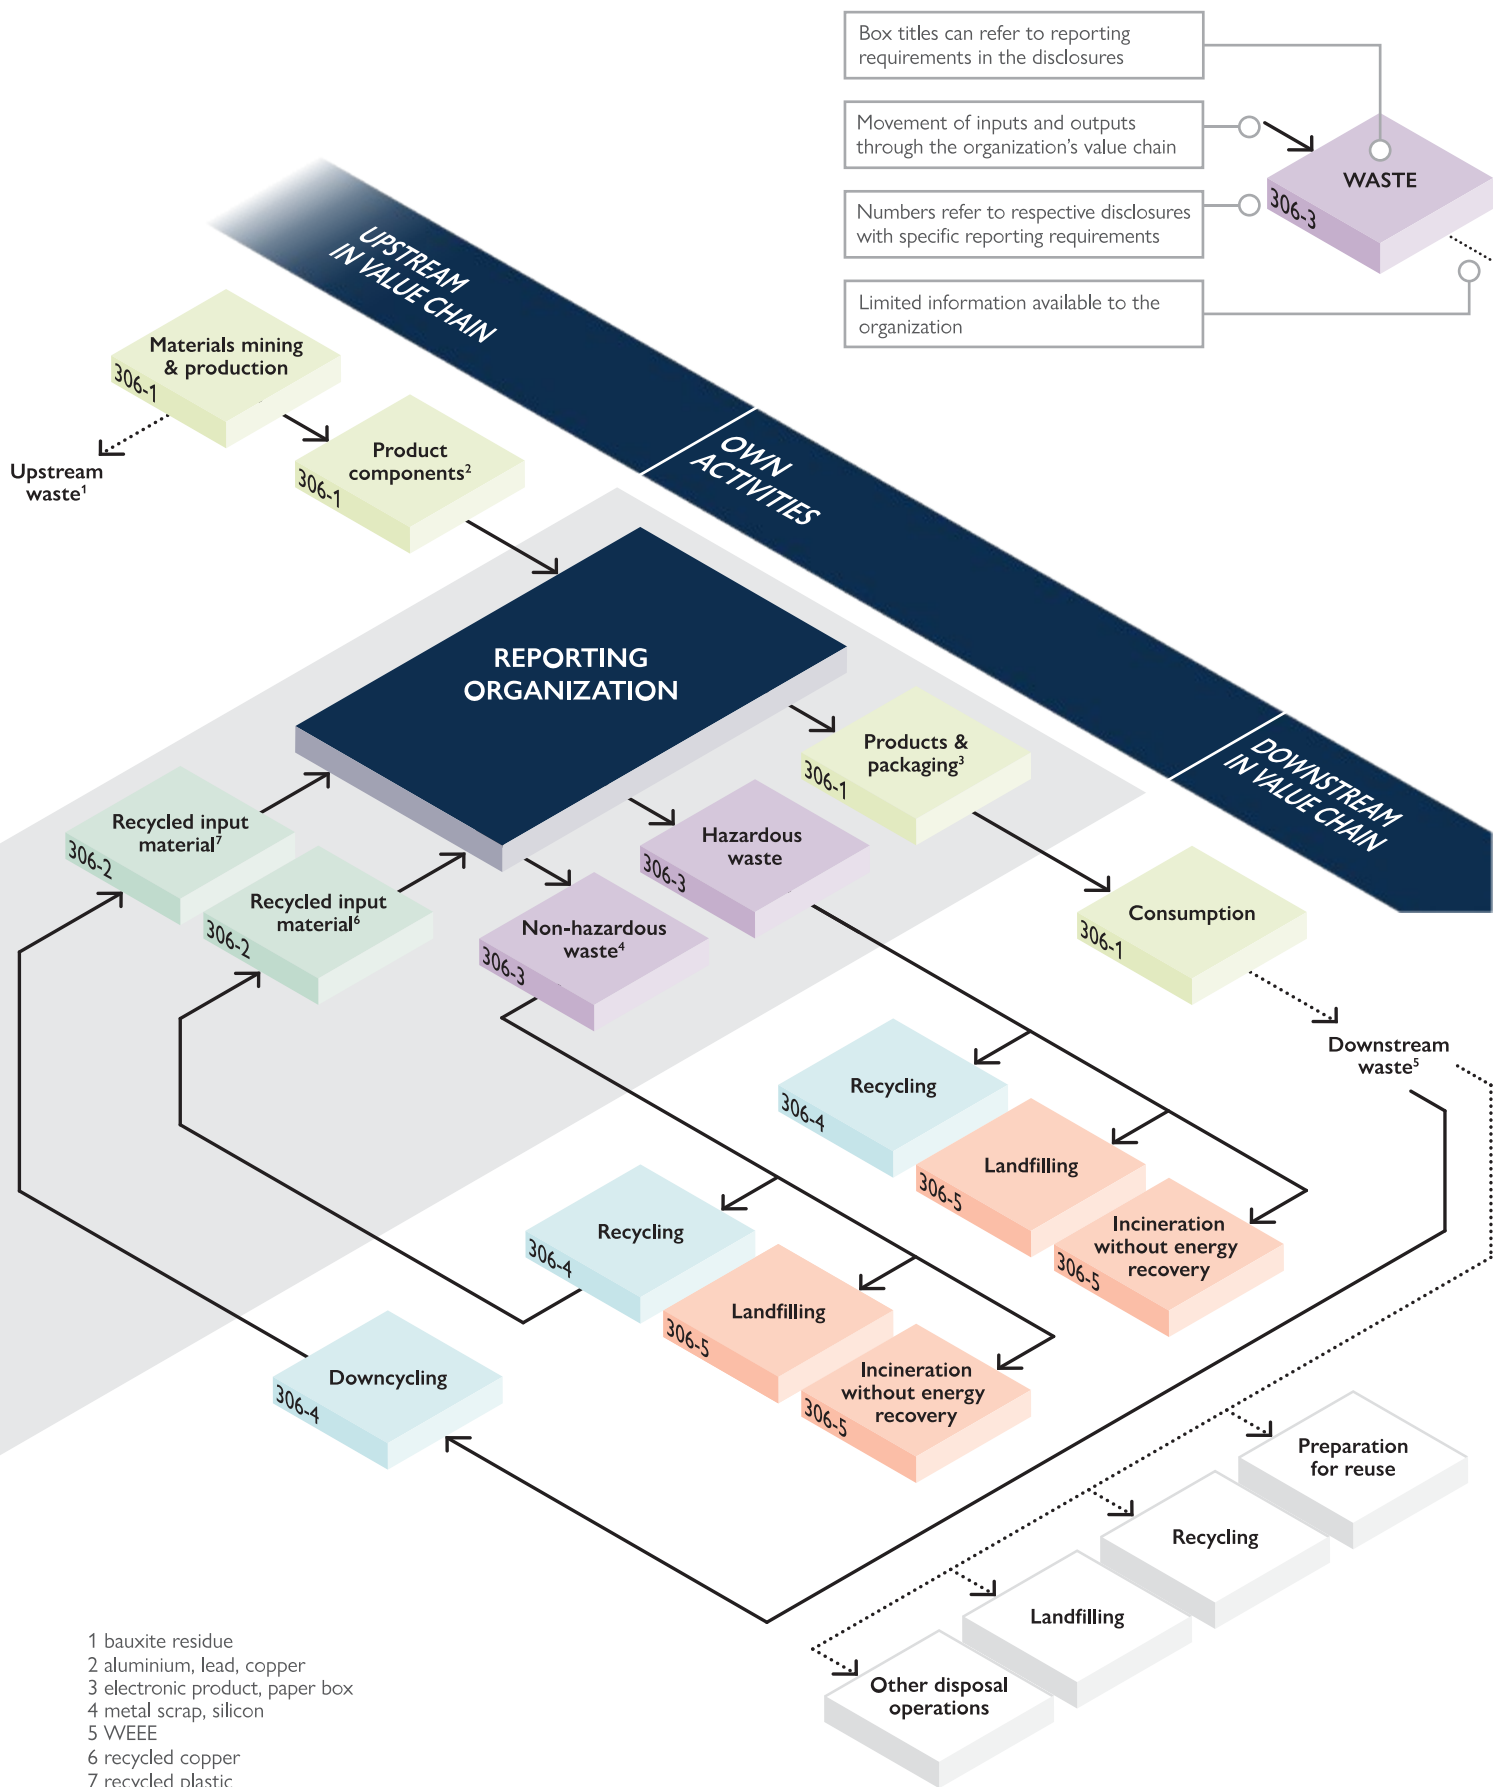 Box titles can refer to reporting
requirements in the disclosures
Movement of inputs and outputs
through the organization’s value chain
Numbers refer to respective disclosures
with specific reporting requirements
Limited information available to the
organization
WASTE
306-3
UPSTREAM
IN VALUE CHAIN
OWN
ACTIVITIES
DOWNSTREAM
IN VALUE CHAIN
Materials mining
& production
306-1
Upstream
waste¹
Product
components²
306-1
REPORTING
ORGANIZATION
Products &
packaging³
306-1
Recycled input
material⁷
306-2
Recycled input
material⁶
306-2
Hazardous
waste
306-3
Non-hazardous
waste⁴
306-3
Consumption
306-1
Downstream
waste⁵
Recycling
306-4
Landfilling
306-5
Incineration
without energy
recovery
306-5
Recycling
306-4
Landfilling
306-5
Incineration
without energy
recovery
306-5
Downcycling
306-4
Preparation
for reuse
Recycling
Landfilling
Other disposal
operations
1 bauxite residue
2 aluminium, lead, copper
3 electronic product, paper box
4 metal scrap, silicon
5 WEEE
6 recycled copper
7 recycled plastic